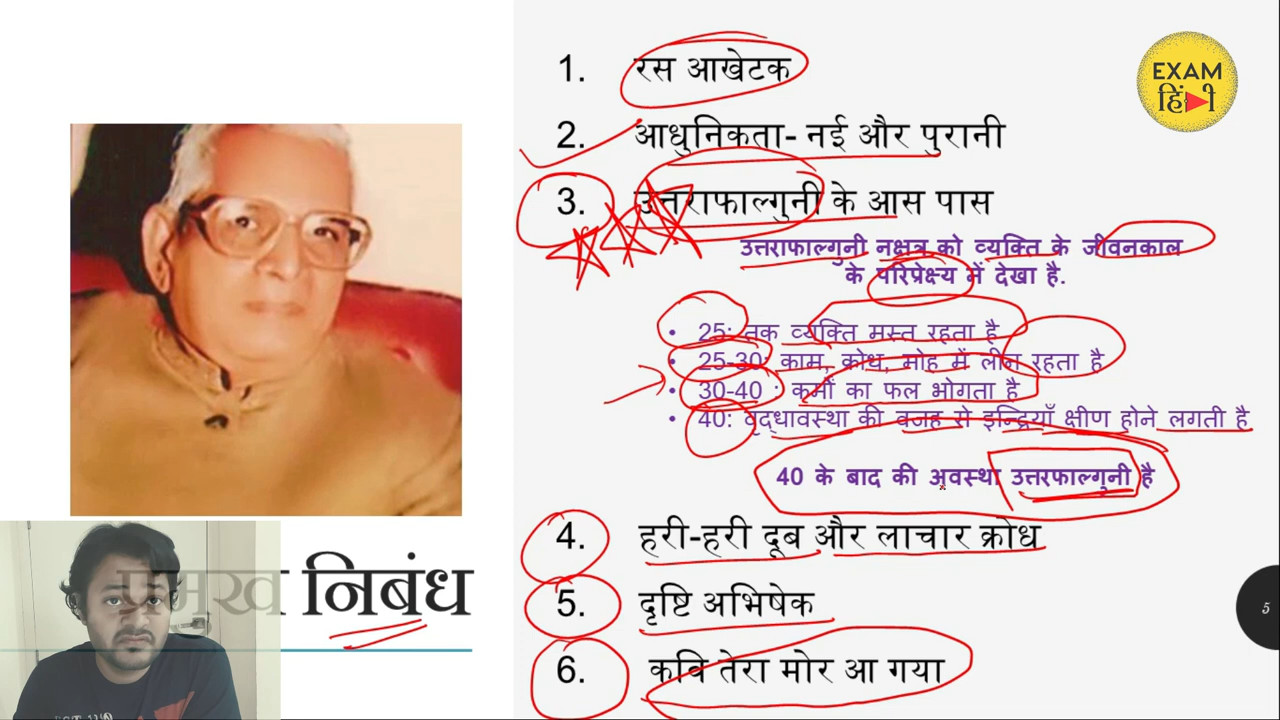 EXAM
हिंदी
1. रस आखेटक
2. आधुनिकता- नई और पुरानी
3. उत्तराफाल्गुनी के आस पास
उत्तराफाल्गुनी नक्षत्र को व्यक्ति के जीवनकाल
के परिप्रेक्ष्य में देखा है.
• 25: तक व्यक्ति मस्त रहता है
• 25-30: काम, क्रोध, मोह में लीन रहता है
• 30-40 : कर्मों का फल भोगता है
• 40: वृद्धावस्था की वजह से इन्द्रियाँ क्षीण होने लगती है
40 के बाद की अवस्था उत्तरफाल्गुनी है
4. हरी-हरी दूब और लाचार क्रोध
5. दृष्टि अभिषेक
6. कवि तेरा मोर आ गया
प्रमुख निबंध
5